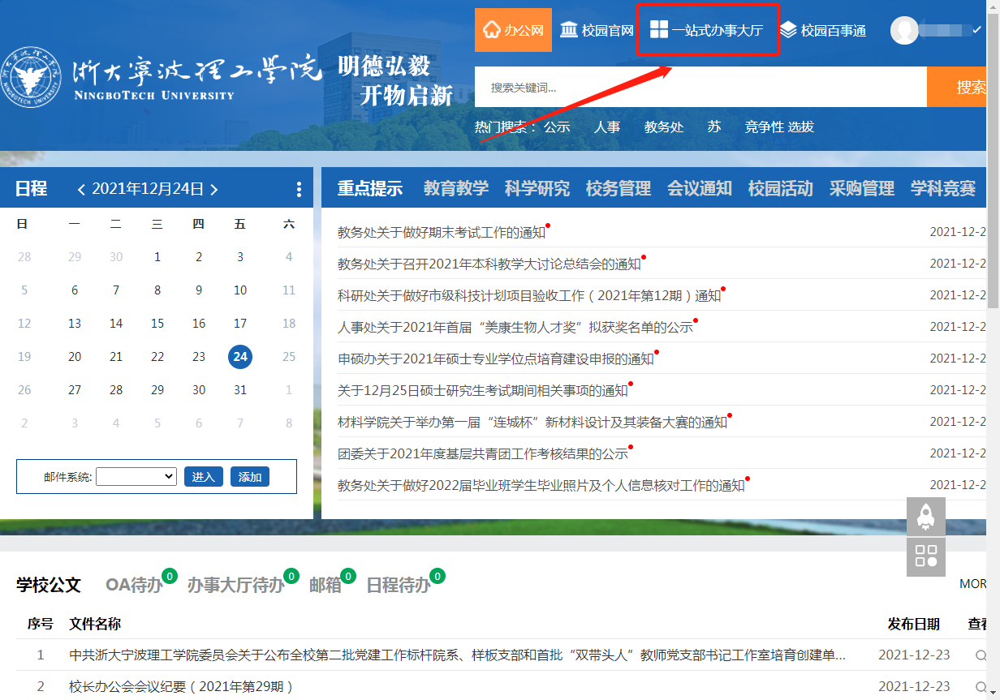 办公网 校园官网 一站式办事大厅 校园百事通
浙大宁波理工学院
NINGBOTECH UNIVERSITY
明德弘毅
开物启新
搜索关键词... 搜索
热门搜索： 公示 人事 教务处 苏 竞争性 选拔
日程 2021年12月24日
日 一 二 三 四 五 六
28 29 30 1 2 3 4
5 6 7 8 9 10 11
12 13 14 15 16 17 18
19 20 21 22 23 24 25
26 27 28 29 30 31 1
2 3 4 5 6 7 8
邮件系统: 进入 添加
重点提示 教育教学 科学研究 校务管理 会议通知 校园活动 采购管理 学科竞赛
教务处关于做好期末考试工作的通知 2021-12-2
教务处关于召开2021年本科教学大讨论总结会的通知 2021-12-2
科研处关于做好市级科技计划项目验收工作（2021年第12期）通知 2021-12-2
人事处关于2021年首届“美康生物人才奖”拟获奖名单的公示 2021-12-2
申硕办关于2021年硕士专业学位点培育建设申报的通知 2021-12-2
关于12月25日硕士研究生考试期间相关事项的通知 2021-12-2
材料学院关于举办第一届“连城杯”新材料设计及其装备大赛的通知 2021-12-2
团委关于2021年度基层共青团工作考核结果的公示 2021-12-2
教务处关于做好2022届毕业班学生毕业照片及个人信息核对工作的通知 2021-12-2
学校公文 OA待办 0 办事大厅待办 0 邮箱 0 日程待办 0 MOR
序号 文件名称 发布日期 查看
1 中共浙大宁波理工学院委员会关于公布全校第二批党建工作标杆院系、样板支部和首批“双带头人”教师党支部书记工作室培育创建单... 2021-12-23
2 校长办公会会议纪要（2021年第29期） 2021-12-23